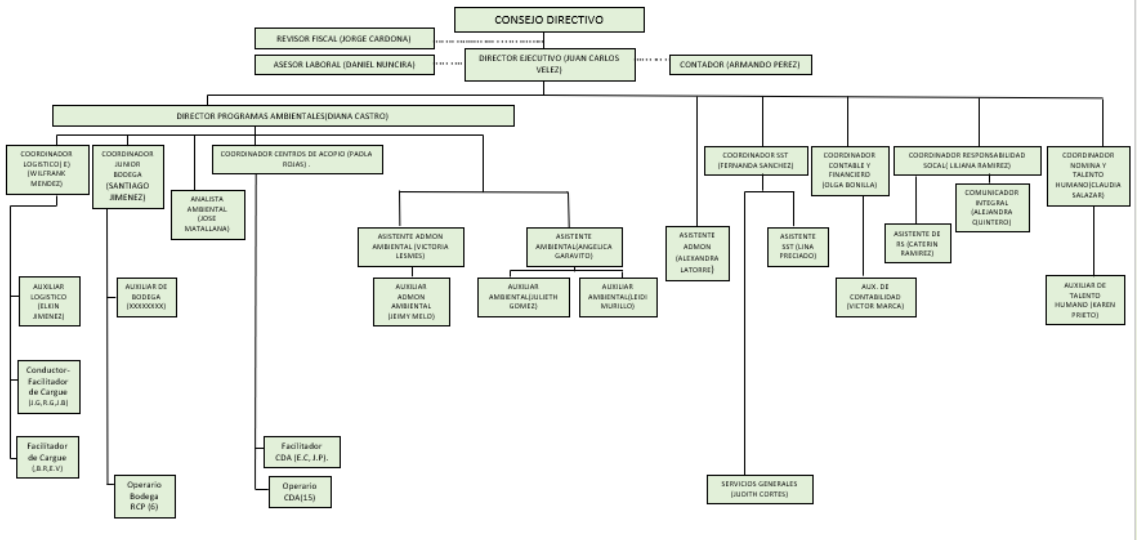 CONSEJO DIRECTIVO
REVISOR FISCAL (JORGE CARDONA)
ASESOR LABORAL (DANIEL NUNCIRA)
DIRECTOR EJECUTIVO (JUAN CARLOS
VELEZ)
CONTADOR (ARMANDO PEREZ)
DIRECTOR PROGRAMAS AMBIENTALES(DIANA CASTRO)
COORDINADOR
LOGISTICO( E)
(WILFRANK
MENDEZ)
COORDINADOR
JUNIOR
BODEGA
(SANTIAGO
JIMENEZ)
ANALISTA
AMBIENTAL
(JOSE
MATALLANA)
COORDINADOR CENTROS DE ACOPIO (PAOLA
ROJAS) .
COORDINADOR SST
(FERNANDA SANCHEZ)
COORDINADOR
CONTABLE Y
FINANCIERO
(OLGA BONILLA)
COORDINADOR RESPONSABILIDAD
SOCAL( LILIANA RAMIREZ)
COORDINADOR
NOMINA Y
TALENTO
HUMANO(CLAUDIA
SALAZAR)
COMUNICADOR
INTEGRAL
(ALEJANDRA
QUINTERO)
ASISTENTE ADMON
AMBIENTAL (VICTORIA
LESMES)
ASISTENTE
AMBIENTAL(ANGELICA
GARAVITO)
ASISTENTE
ADMON
(ALEXANDRA
LATORRE)
ASISTENTE
SST (LINA
PRECIADO)
ASISTENTE DE
RS (CATERIN
RAMIREZ)
AUXILIAR
LOGISTICO
(ELKIN
JIMENEZ)
AUXILIAR DE
BODEGA
(XXXXXXXX)
AUXILIAR
ADMON
AMBIENTAL
(JEIMY MELO)
AUXILIAR
AMBIENTAL(JULIETH
GOMEZ)
AUXILIAR
AMBIENTAL(LEIDI
MURILLO)
AUX. DE
CONTABILIDAD
(VICTOR MARCA)
AUXILIAR DE
TALENTO
HUMANO (KAREN
PRIETO)
Conductor-
Facilitador
de Cargue
(J.G,R.G,J.B)
Facilitador
de Cargue
(,B.R,E.V)
Facilitador
CDA (E.C, J.P).
Operario
Bodega
RCP (6)
Operario
CDA(15)
SERVICIOS GENERALES
(JUDITH CORTES)